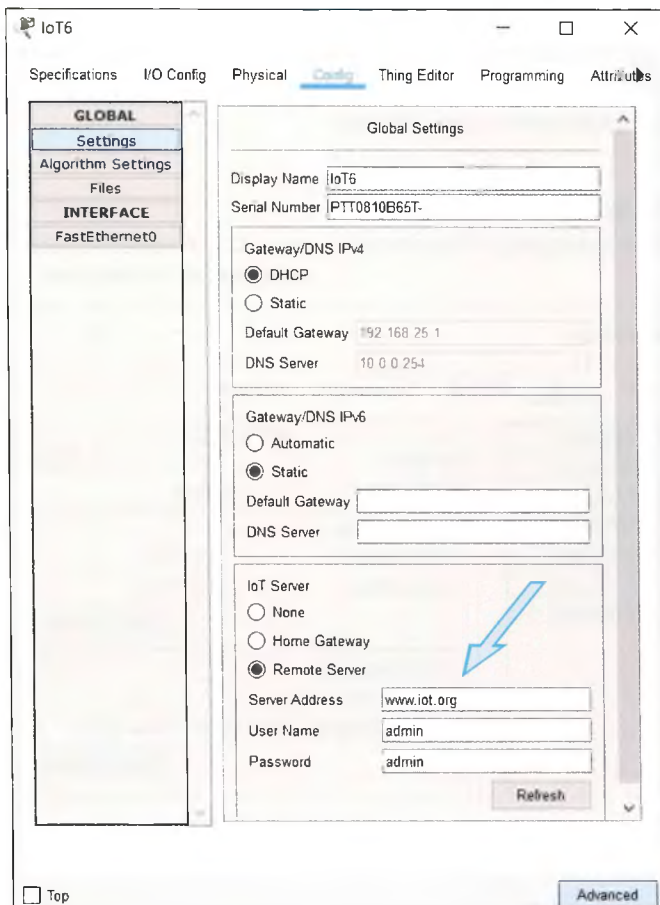 IoT6
Specifications I/O Config Physical Config Thing Editor Programming Attributes
GLOBAL
Settings
Algorithm Settings
Files
INTERFACE
FastEthernet0
Global Settings
Display Name IoT6
Serial Number PTT0810B65T-
Gateway/DNS IPv4
DHCP
Static
Default Gateway 192.168.25.1
DNS Server 10.0.0.254
Gateway/DNS IPv6
Automatic
Static
Default Gateway
DNS Server
IoT Server
None
Home Gateway
Remote Server
Server Address www.iot.org
User Name admin
Password admin
Refresh
Top
Advanced